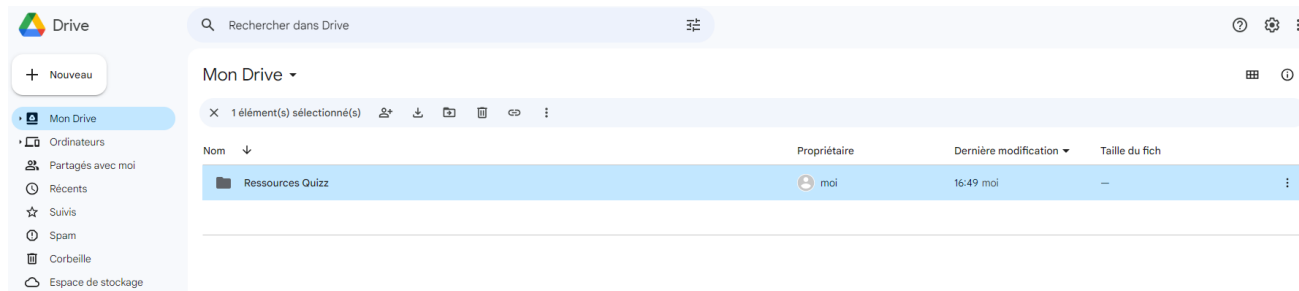 Drive
Rechercher dans Drive
Nouveau
Mon Drive
1 élément(s) sélectionné(s)
Mon Drive
Ordinateurs
Partagés avec moi
Récents
Suivis
Spam
Corbeille
Espace de stockage
Nom Propriétaire Dernière modification Taille du fich
Ressources Quizz moi 16:49 moi —